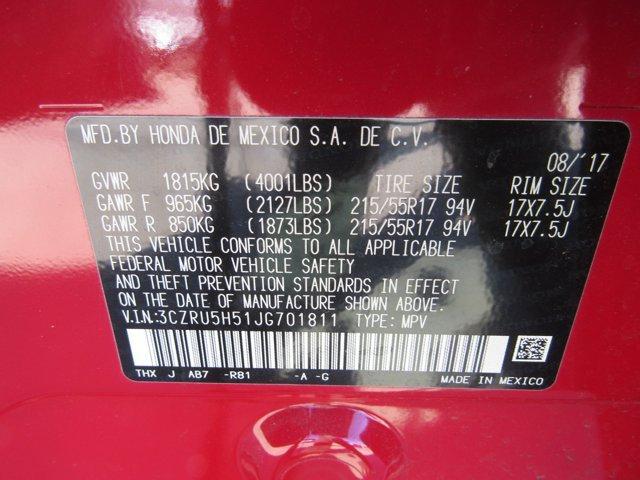 MFD.BY HONDA DE MEXICO S.A. DE C.V.
08/'17
GVWR 1815KG (4001LBS) TIRE SIZE RIM SIZE
GAWR F 965KG (2127LBS) 215/55R17 94V 17X7.5J
GAWR R 850KG (1873LBS) 215/55R17 94V 17X7.5J
THIS VEHICLE CONFORMS TO ALL APPLICABLE
FEDERAL MOTOR VEHICLE SAFETY
AND THEFT PREVENTION STANDARDS IN EFFECT
ON THE DATE OF MANUFACTURE SHOWN ABOVE.
V.I.N:3CZRU5H51JG701811 TYPE: MPV
THX J AB7 -R81 -A -G MADE IN MEXICO